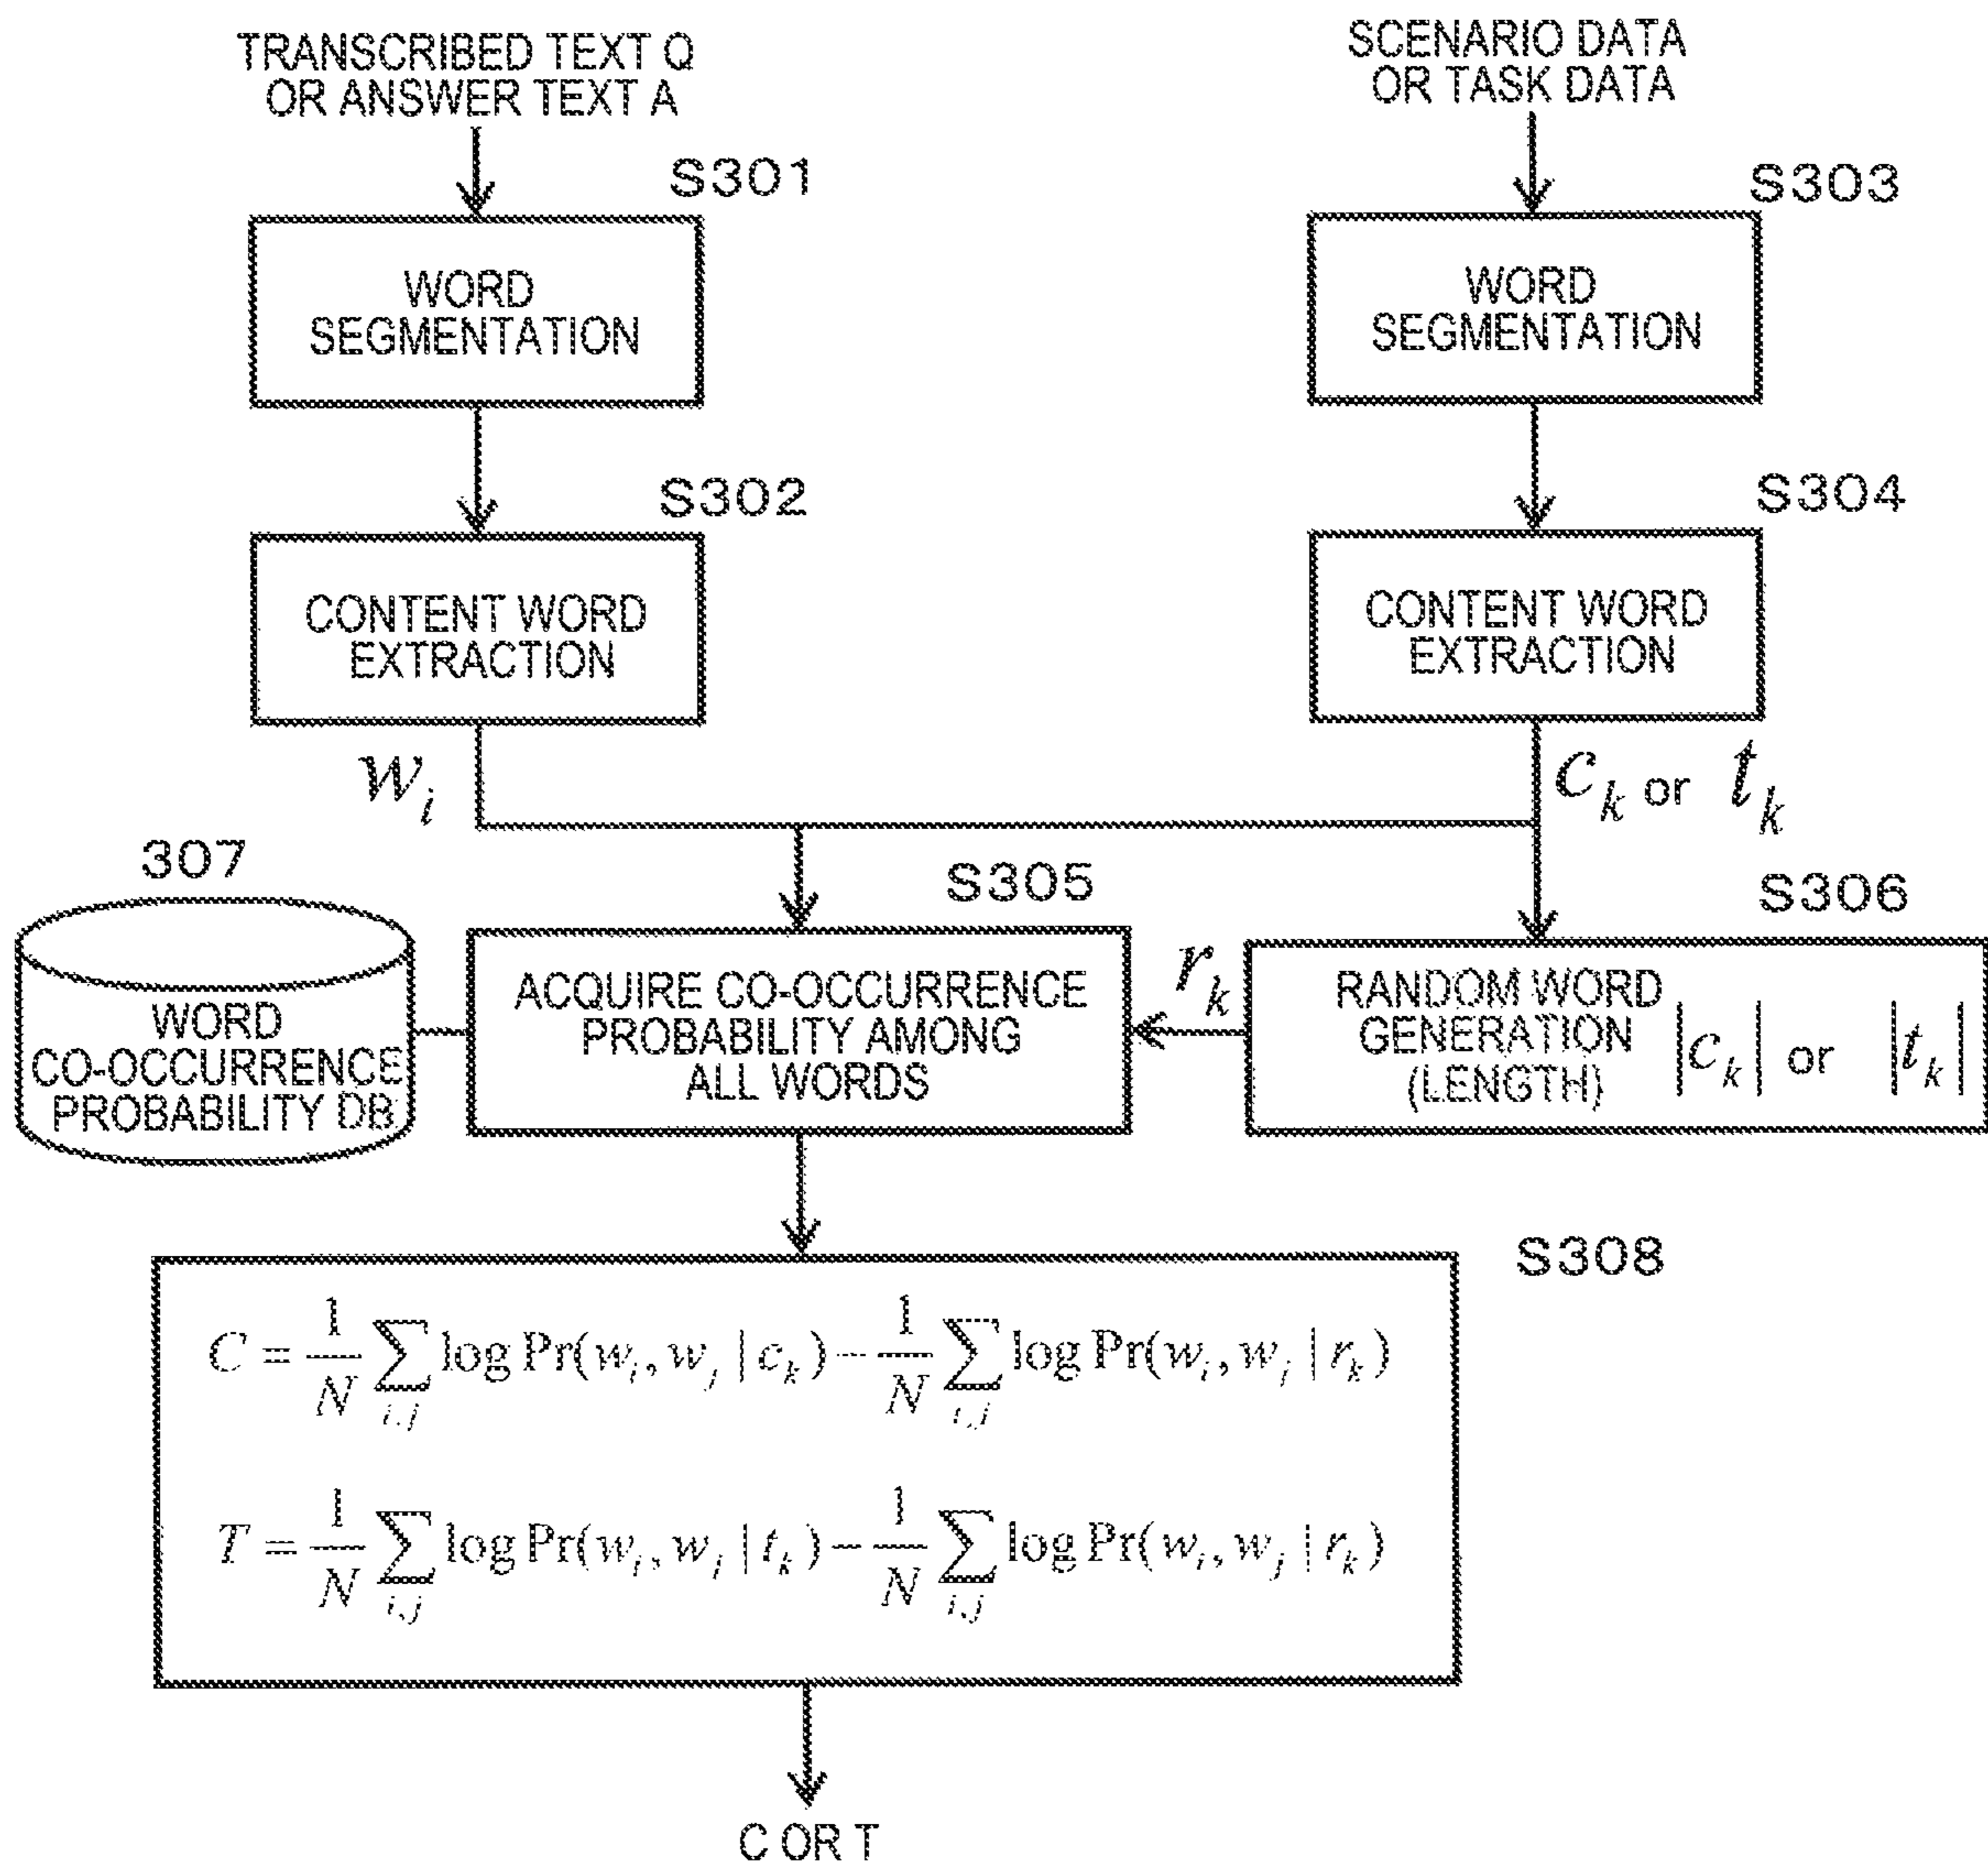 TRANSCRIBED TEXT Q
OR ANSWER TEXT A
SCENARIO DATA
OR TASK DATA
S301
S303
WORD
SEGMENTATION
WORD
SEGMENTATION
S302
S304
CONTENT WORD
EXTRACTION
CONTENT WORD
EXTRACTION
w_i
c_k or t_k
307
S305
S306
WORD
CO-OCCURRENCE
PROBABILITY DB
ACQUIRE CO-OCCURRENCE
PROBABILITY AMONG
ALL WORDS
r_k
RANDOM WORD
GENERATION
(LENGTH) |c_k| or |t_k|
S308
C = 1/N ∑_{i,j} log Pr(w_i, w_j | c_k) − 1/N ∑_{i,j} log Pr(w_i, w_j | r_k)
T = 1/N ∑_{i,j} log Pr(w_i, w_j | t_k) − 1/N ∑_{i,j} log Pr(w_i, w_j | r_k)
C OR T